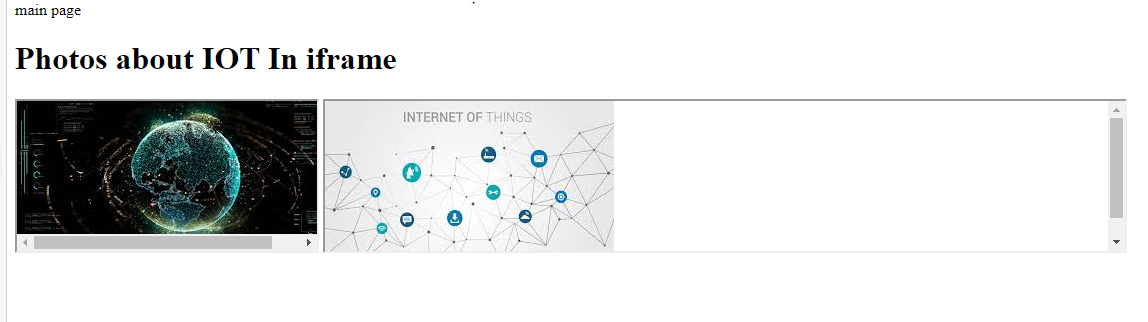 main page
Photos about IOT In iframe
INTERNET OF THINGS